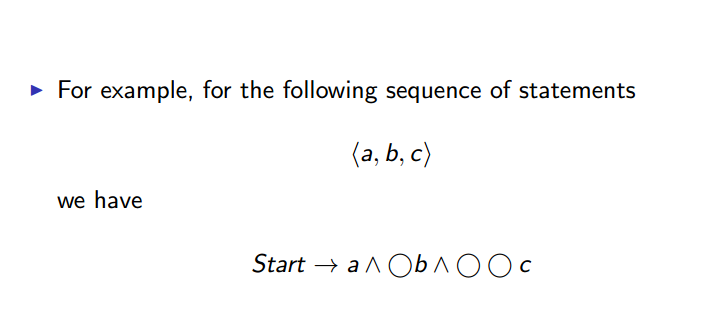 ▶ For example, for the following sequence of statements
⟨a, b, c⟩
we have
Start → a ∧ ◯b ∧ ◯ ◯ c